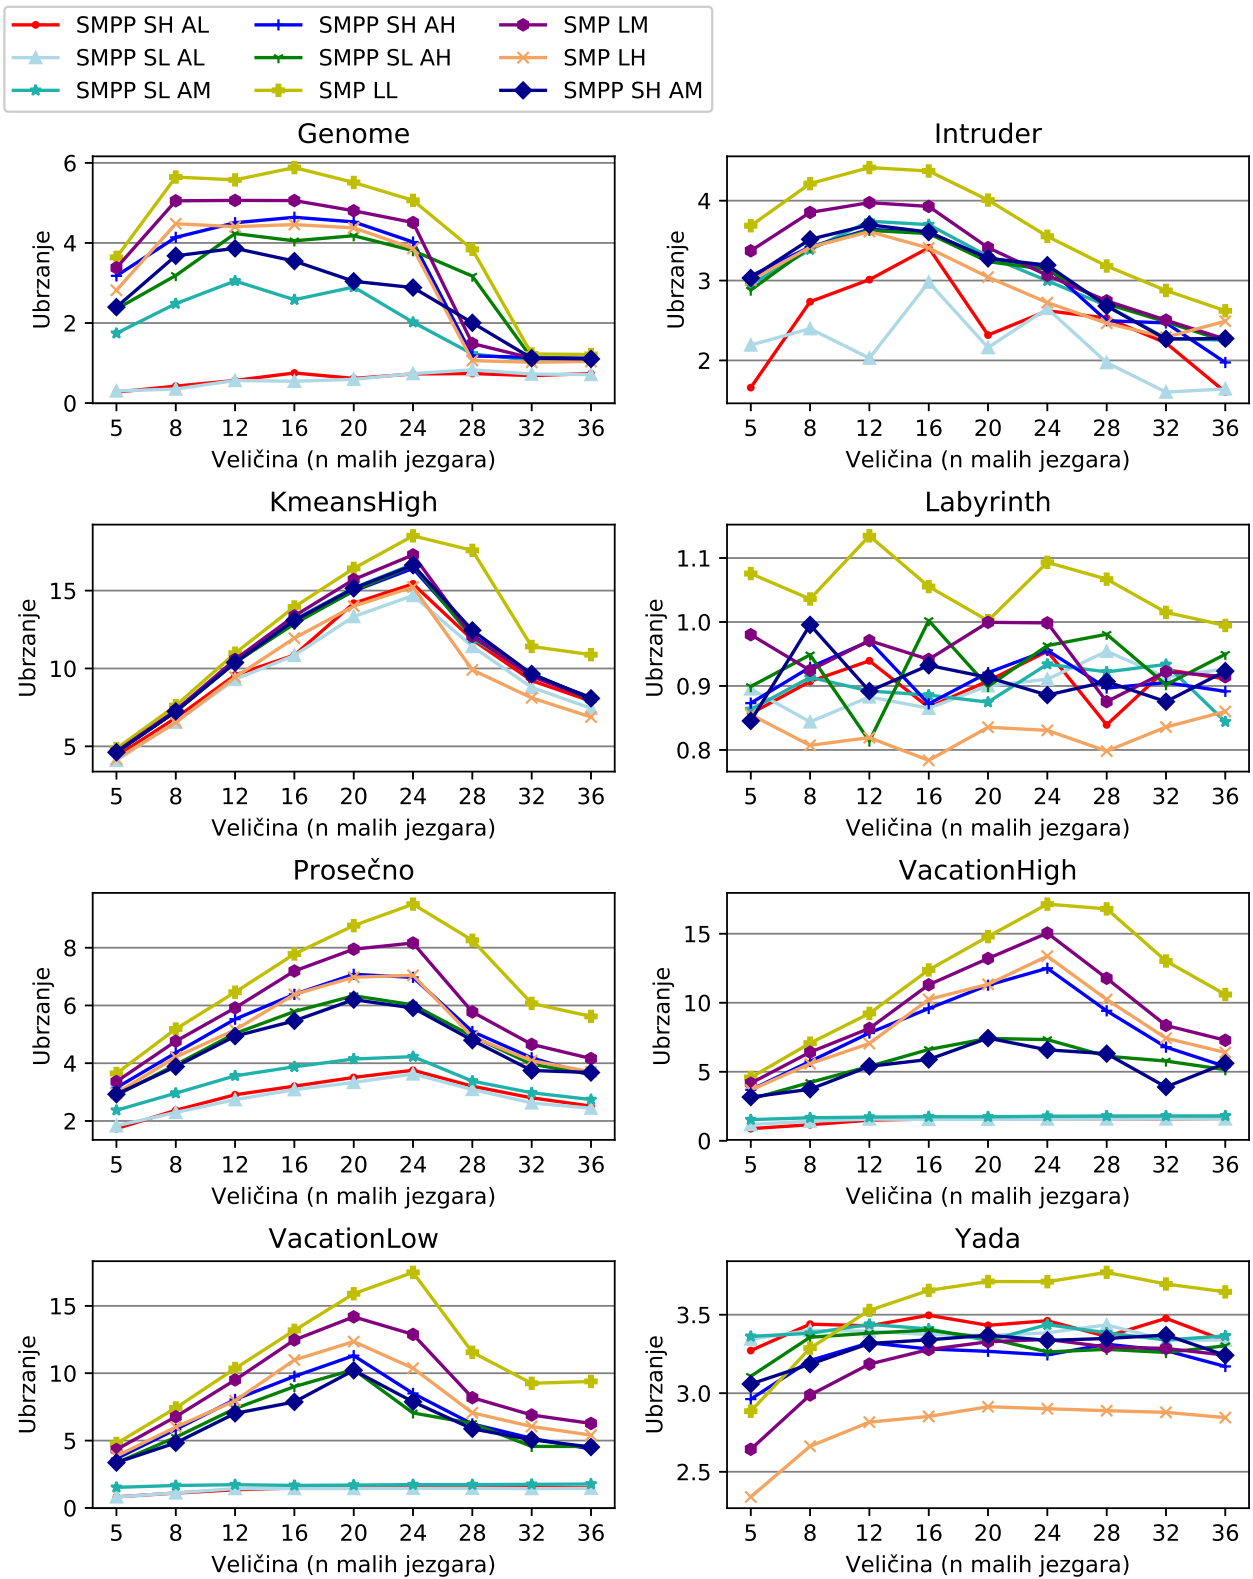 SMPP SH AL SMPP SH AH SMP LM
SMPP SL AL SMPP SL AH SMP LH
SMPP SL AM SMP LL SMPP SH AM
Genome
6
4
2
0
Ubrzanje
5 8 12 16 20 24 28 32 36
Veličina (n malih jezgara)
Intruder
4
3
2
Ubrzanje
5 8 12 16 20 24 28 32 36
Veličina (n malih jezgara)
KmeansHigh
15
10
5
Ubrzanje
5 8 12 16 20 24 28 32 36
Veličina (n malih jezgara)
Labyrinth
1.1
1.0
0.9
0.8
Ubrzanje
5 8 12 16 20 24 28 32 36
Veličina (n malih jezgara)
Prosečno
8
6
4
2
Ubrzanje
5 8 12 16 20 24 28 32 36
Veličina (n malih jezgara)
VacationHigh
15
10
5
0
Ubrzanje
5 8 12 16 20 24 28 32 36
Veličina (n malih jezgara)
VacationLow
15
10
5
0
Ubrzanje
5 8 12 16 20 24 28 32 36
Veličina (n malih jezgara)
Yada
3.5
3.0
2.5
Ubrzanje
5 8 12 16 20 24 28 32 36
Veličina (n malih jezgara)